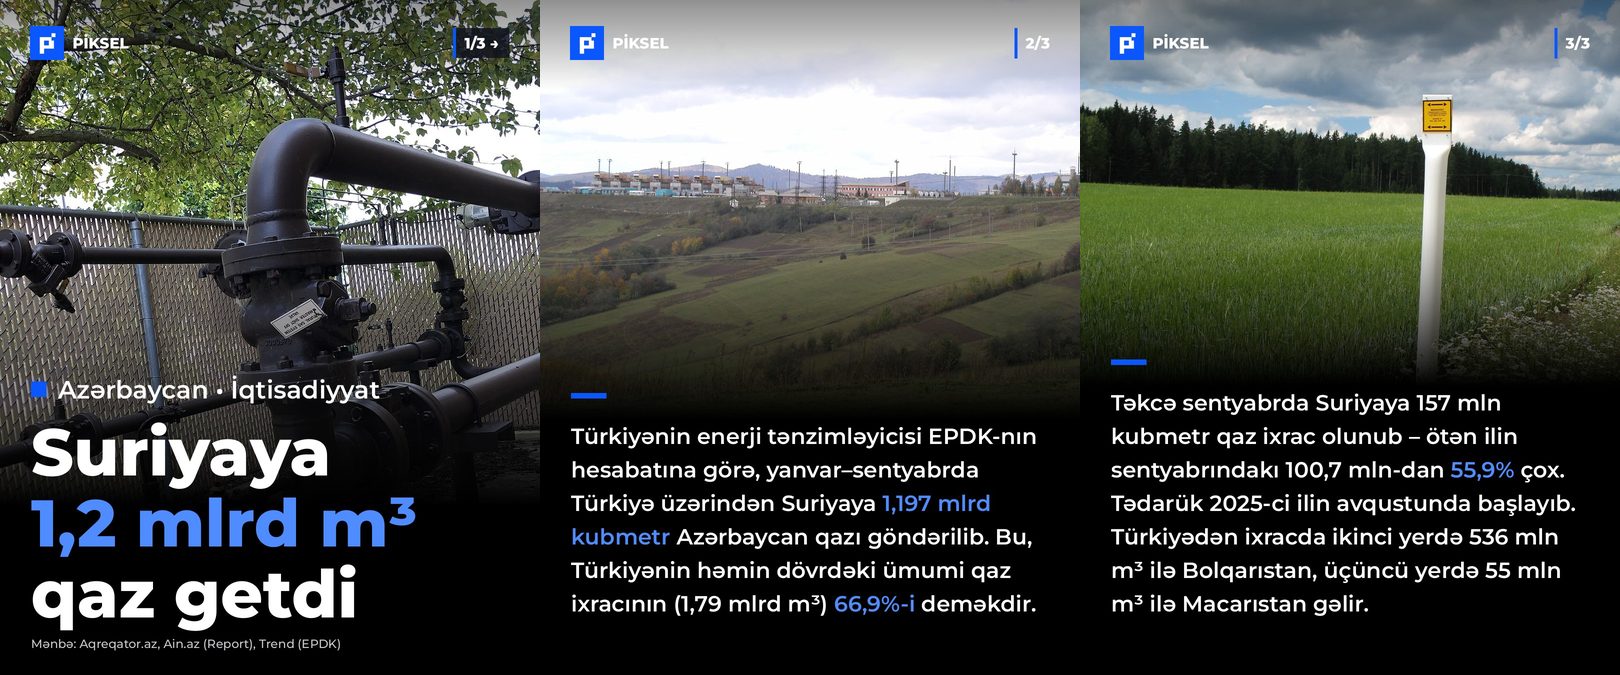 PİKSEL
1/3 →
Azərbaycan • İqtisadiyyat
Suriyaya
1,2 mlrd m³
qaz getdi
Mənbə: Aqreqator.az, Ain.az (Report), Trend (EPDK)
PİKSEL
2/3
Türkiyənin enerji tənzimləyicisi EPDK-nın
hesabatına görə, yanvar–sentyabrda
Türkiyə üzərindən Suriyaya 1,197 mlrd
kubmetr Azərbaycan qazı göndərilib. Bu,
Türkiyənin həmin dövrdəki ümumi qaz
ixracının (1,79 mlrd m³) 66,9%-i deməkdir.
PİKSEL
3/3
Təkcə sentyabrda Suriyaya 157 mln
kubmetr qaz ixrac olunub – ötən ilin
sentyabrındakı 100,7 mln-dan 55,9% çox.
Tədarük 2025-ci ilin avqustunda başlayıb.
Türkiyədən ixracda ikinci yerdə 536 mln
m³ ilə Bolqarıstan, üçüncü yerdə 55 mln
m³ ilə Macarıstan gəlir.